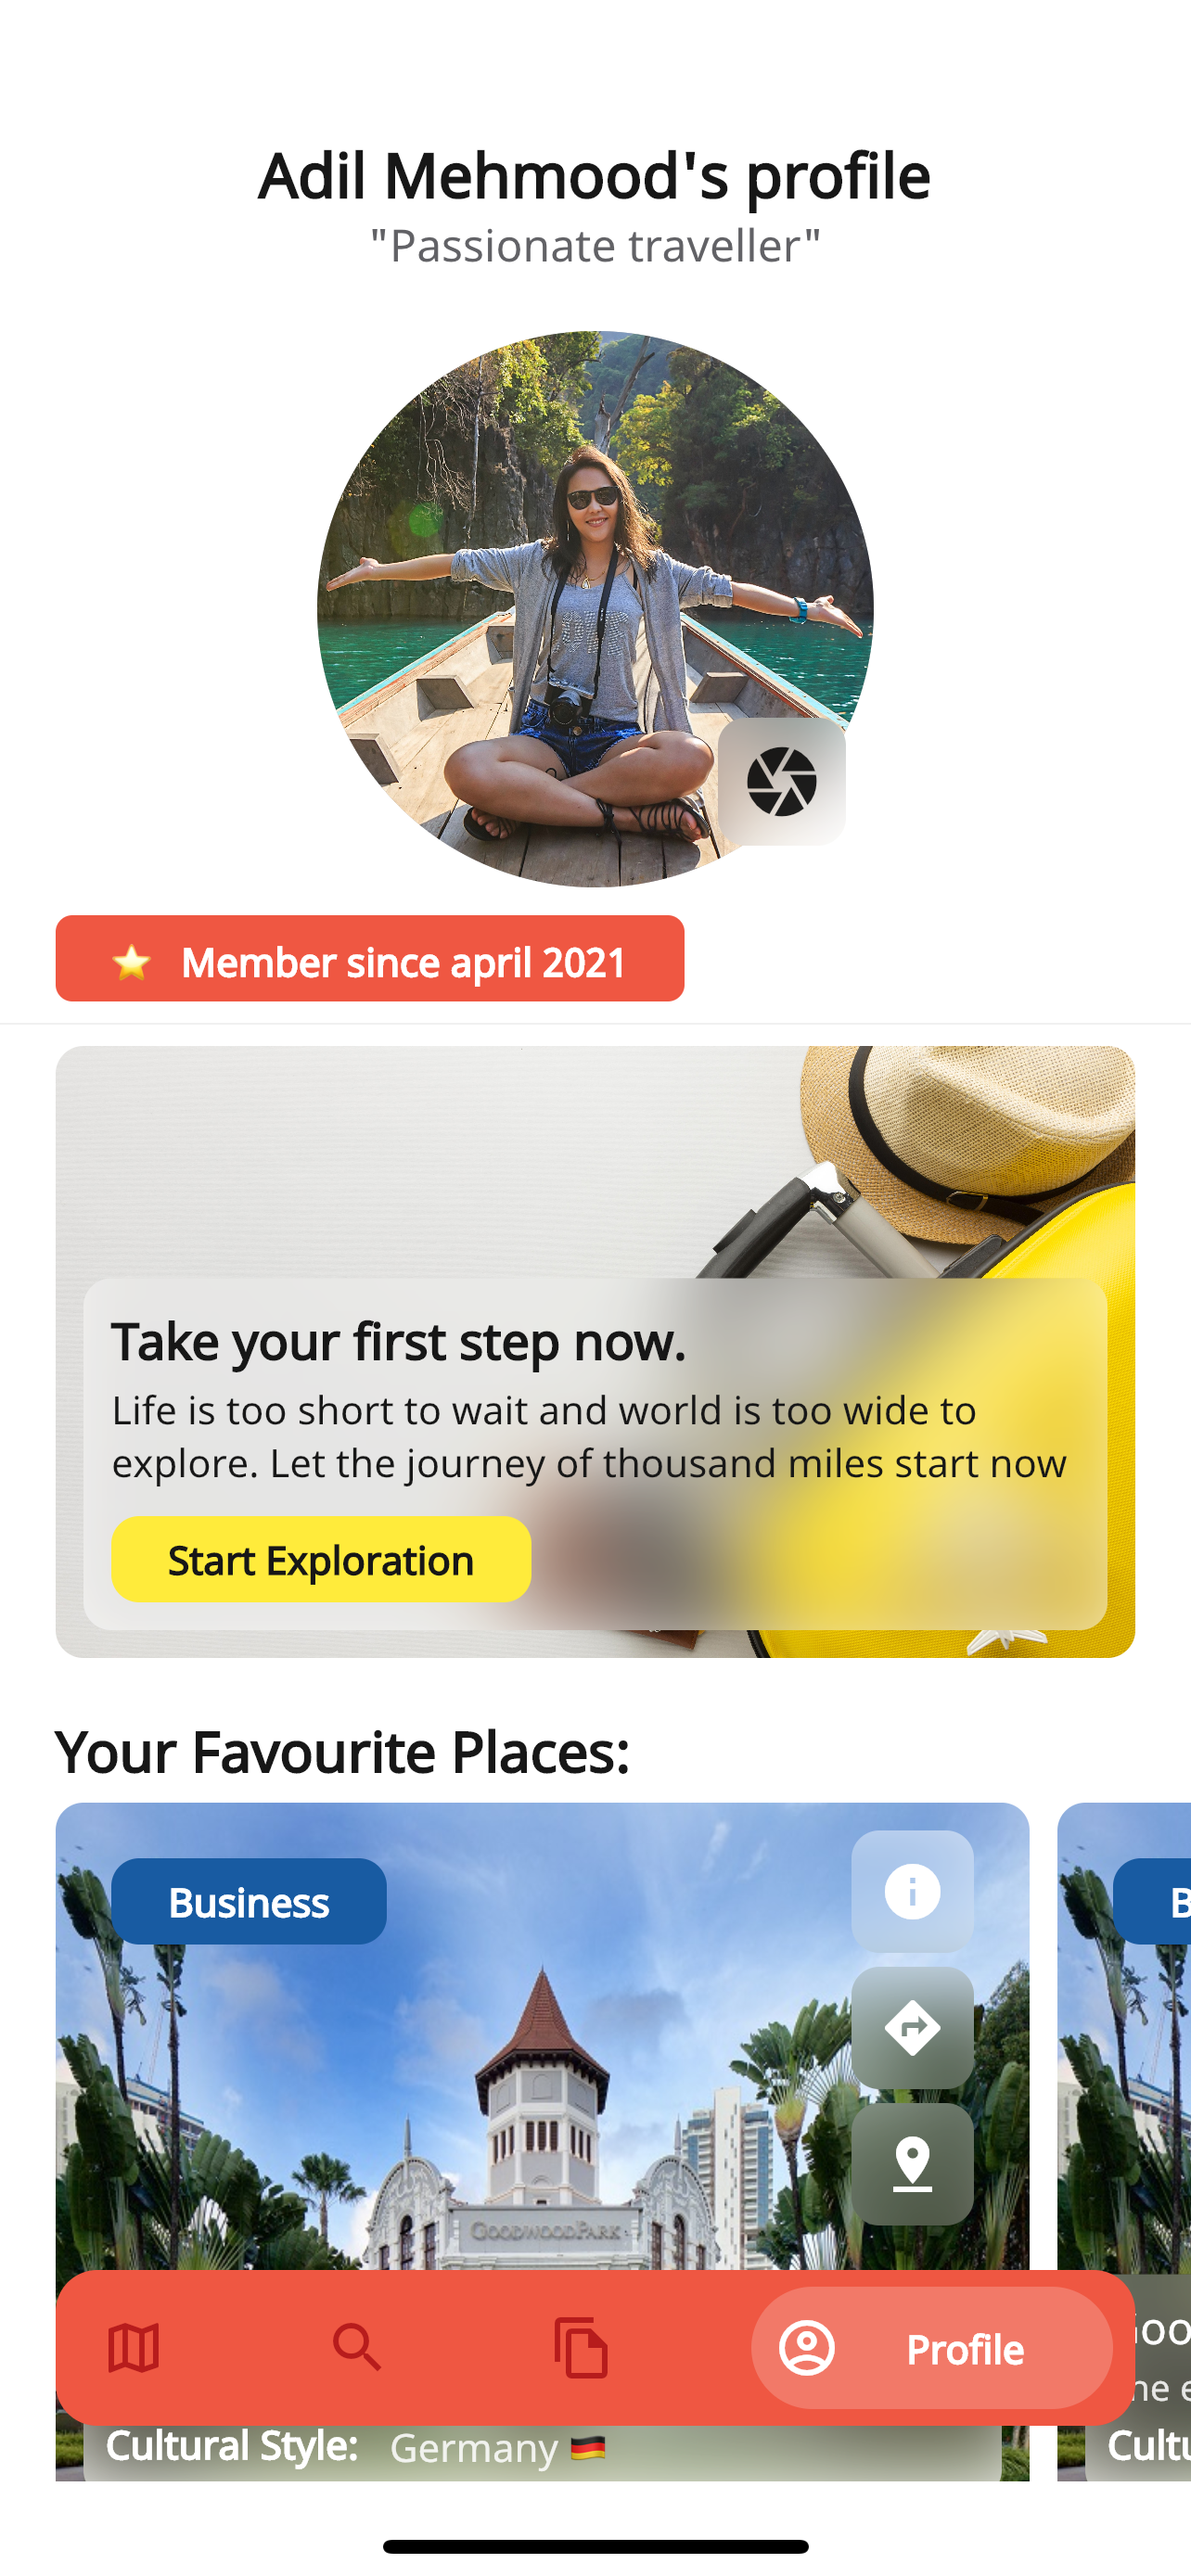 Adil Mehmood's profile
"Passionate traveller"
⭐ Member since april 2021
Take your first step now.
Life is too short to wait and world is too wide to
explore. Let the journey of thousand miles start now
Start Exploration
Your Favourite Places:
Business
GOODWOOD PARK
Profile
Cultural Style: Germany 🇩🇪